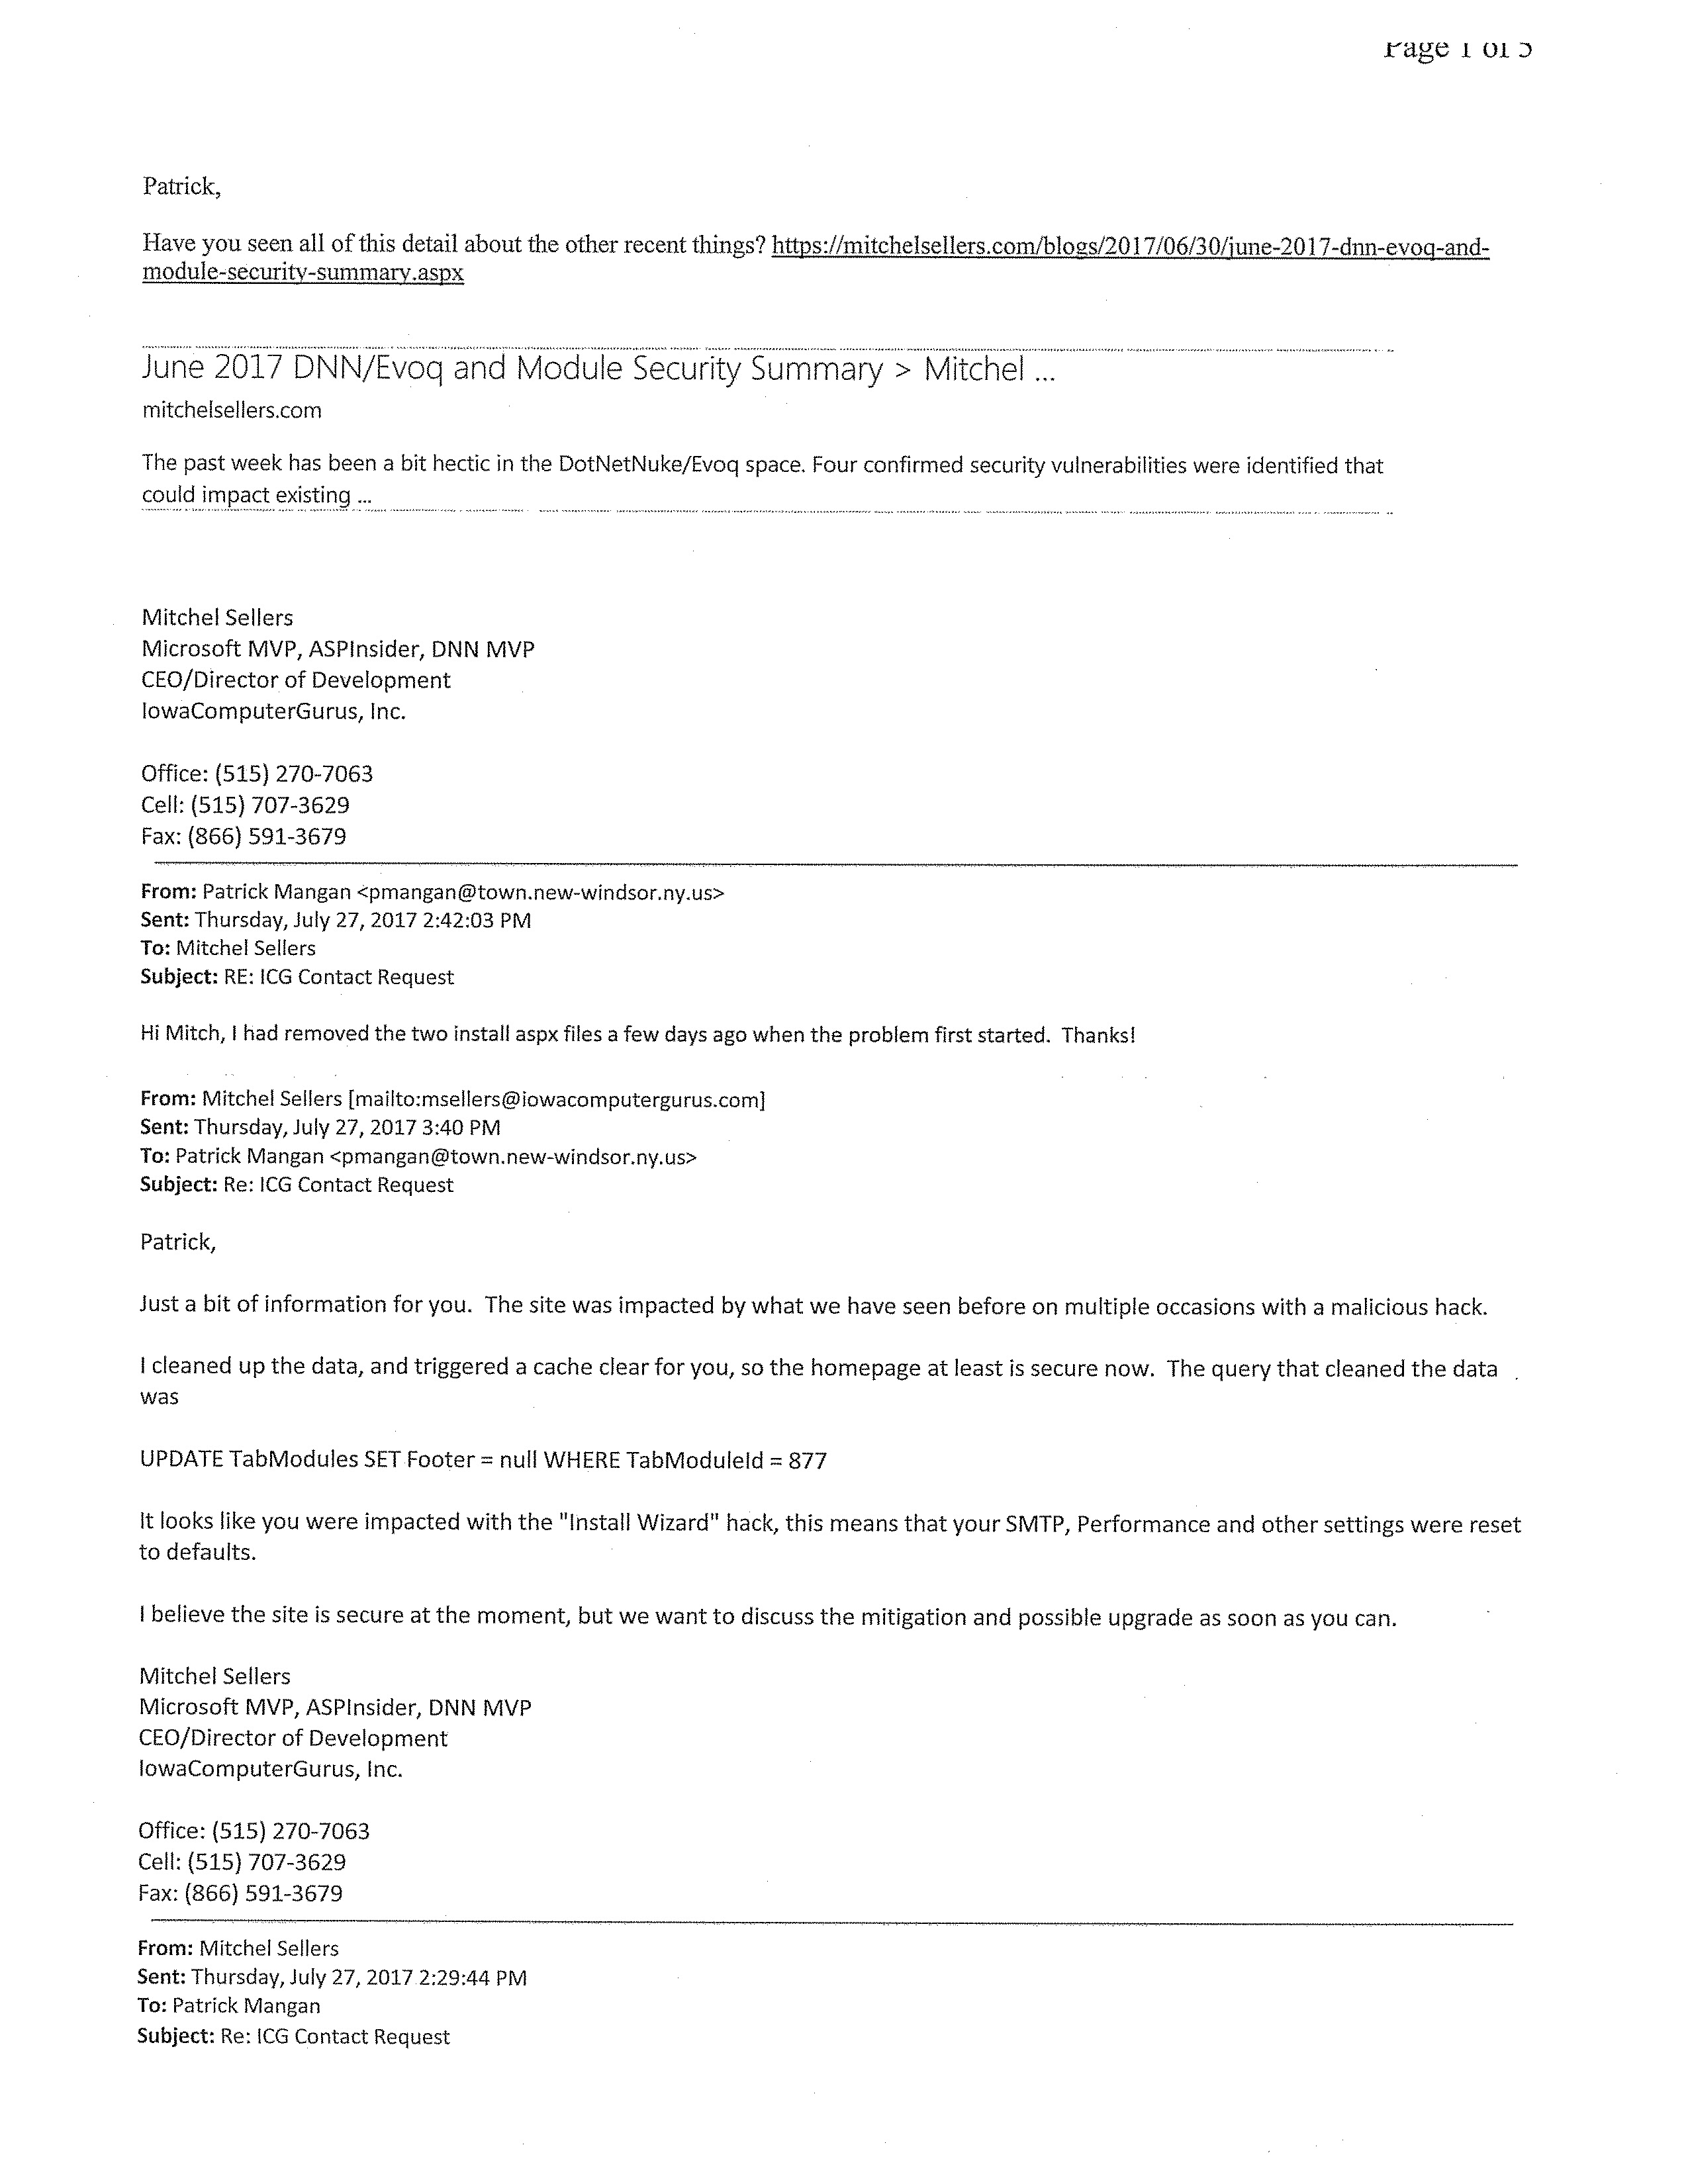 Page 1 of 5
Patrick,
Have you seen all of this detail about the other recent things? https://mitchelsellers.com/blogs/2017/06/30/june-2017-dnn-evoq-and-
module-security-summary.aspx
June 2017 DNN/Evoq and Module Security Summary > Mitchel ...
mitchelsellers.com
The past week has been a bit hectic in the DotNetNuke/Evoq space. Four confirmed security vulnerabilities were identified that
could impact existing ...
Mitchel Sellers
Microsoft MVP, ASPInsider, DNN MVP
CEO/Director of Development
IowaComputerGurus, Inc.
Office: (515) 270-7063
Cell: (515) 707-3629
Fax: (866) 591-3679
From: Patrick Mangan <pmangan@town.new-windsor.ny.us>
Sent: Thursday, July 27, 2017 2:42:03 PM
To: Mitchel Sellers
Subject: RE: ICG Contact Request
Hi Mitch, I had removed the two install aspx files a few days ago when the problem first started.  Thanks!
From: Mitchel Sellers [mailto:msellers@iowacomputergurus.com]
Sent: Thursday, July 27, 2017 3:40 PM
To: Patrick Mangan <pmangan@town.new-windsor.ny.us>
Subject: Re: ICG Contact Request
Patrick,
Just a bit of information for you.  The site was impacted by what we have seen before on multiple occasions with a malicious hack.
I cleaned up the data, and triggered a cache clear for you, so the homepage at least is secure now.  The query that cleaned the data
was
UPDATE TabModules SET Footer = null WHERE TabModuleId = 877
It looks like you were impacted with the "Install Wizard" hack, this means that your SMTP, Performance and other settings were reset
to defaults.
I believe the site is secure at the moment, but we want to discuss the mitigation and possible upgrade as soon as you can.
Mitchel Sellers
Microsoft MVP, ASPInsider, DNN MVP
CEO/Director of Development
IowaComputerGurus, Inc.
Office: (515) 270-7063
Cell: (515) 707-3629
Fax: (866) 591-3679
From: Mitchel Sellers
Sent: Thursday, July 27, 2017 2:29:44 PM
To: Patrick Mangan
Subject: Re: ICG Contact Request